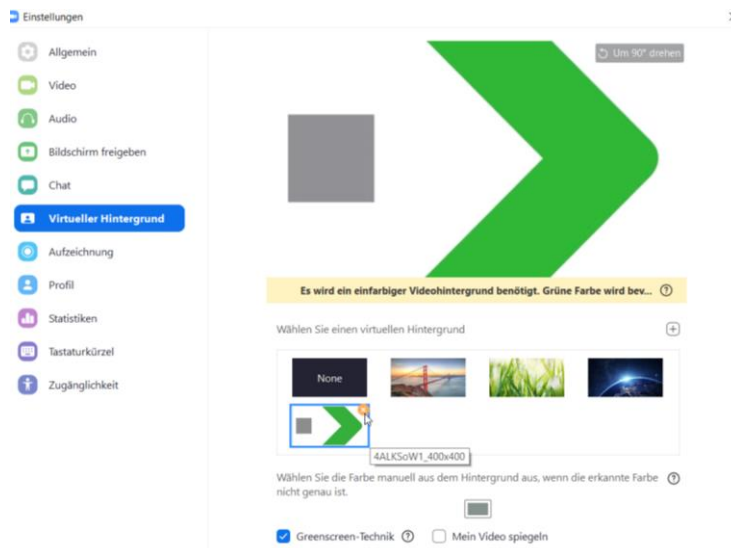 Einstellungen
Allgemein
Um 90° drehen
Video
Audio
Bildschirm freigeben
Chat
Virtueller Hintergrund
Aufzeichnung
Profil
Es wird ein einfarbiger Videohintergrund benötigt. Grüne Farbe wird bev...
Statistiken
Wählen Sie einen virtuellen Hintergrund
Tastaturkürzel
Zugänglichkeit
None
4ALKSoW1_400x400
Wählen Sie die Farbe manuell aus dem Hintergrund aus, wenn die erkannte Farbe
nicht genau ist.
Greenscreen-Technik
Mein Video spiegeln